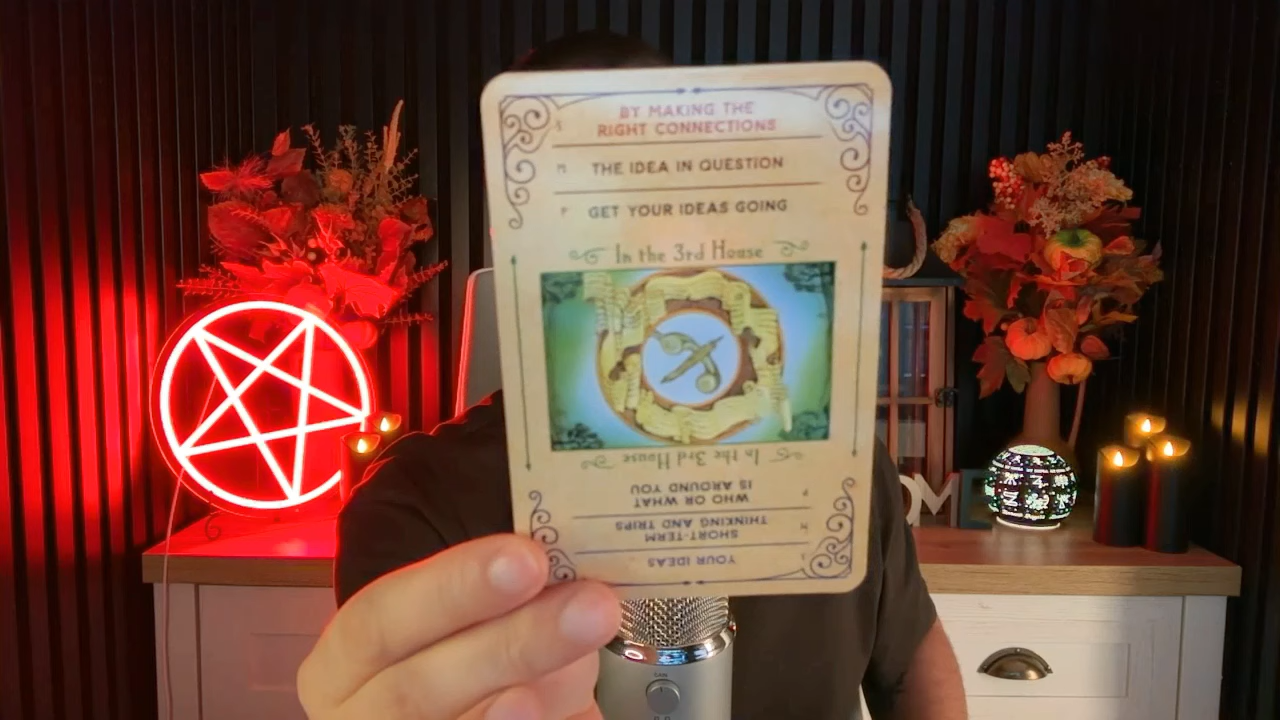 BY MAKING THE
RIGHT CONNECTIONS
M THE IDEA IN QUESTION
F GET YOUR IDEAS GOING
In the 3rd House
In the 3rd House
WHO OR WHAT
IS AROUND YOU
SHORT-TERM
THINKING AND TRIPS
YOUR IDEAS